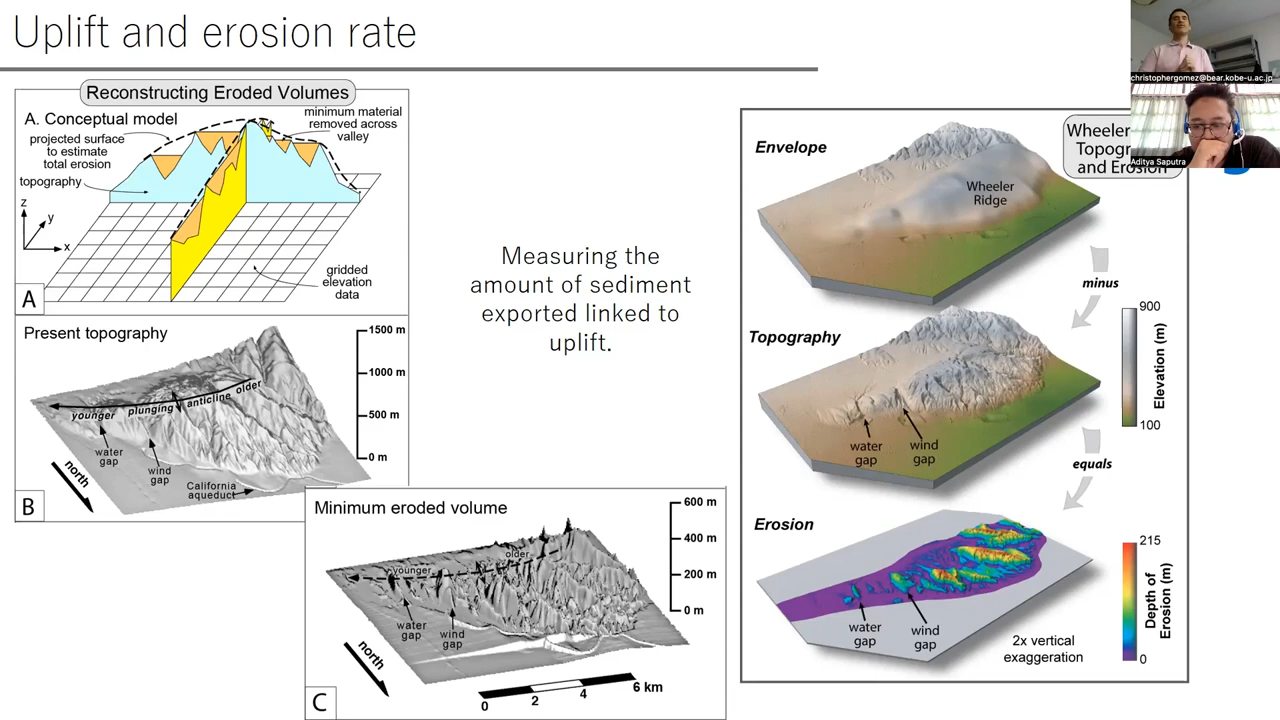 Uplift and erosion rate
Reconstructing Eroded Volumes
A. Conceptual model
projected surface
to estimate
total erosion
topography
minimum material
removed across
valley
z
y
x
gridded
elevation
data
A
Present topography
1500 m
1000 m
500 m
0 m
younger
plunging
anticline
older
water
gap
wind
gap
California
aqueduct
north
B
Minimum eroded volume
600 m
400 m
200 m
0 m
younger
older
water
gap
wind
gap
north
0
2
4
6 km
C
Measuring the
amount of sediment
exported linked to
uplift.
Wheeler
Topogr
and Erosion
Envelope
Wheeler
Ridge
minus
Topography
water
gap
wind
gap
900
Elevation (m)
100
equals
Erosion
water
gap
wind
gap
2x vertical
exaggeration
215
Depth of
Erosion (m)
0
christophergomez@bear.kobe-u.ac.jp
Aditya Saputra